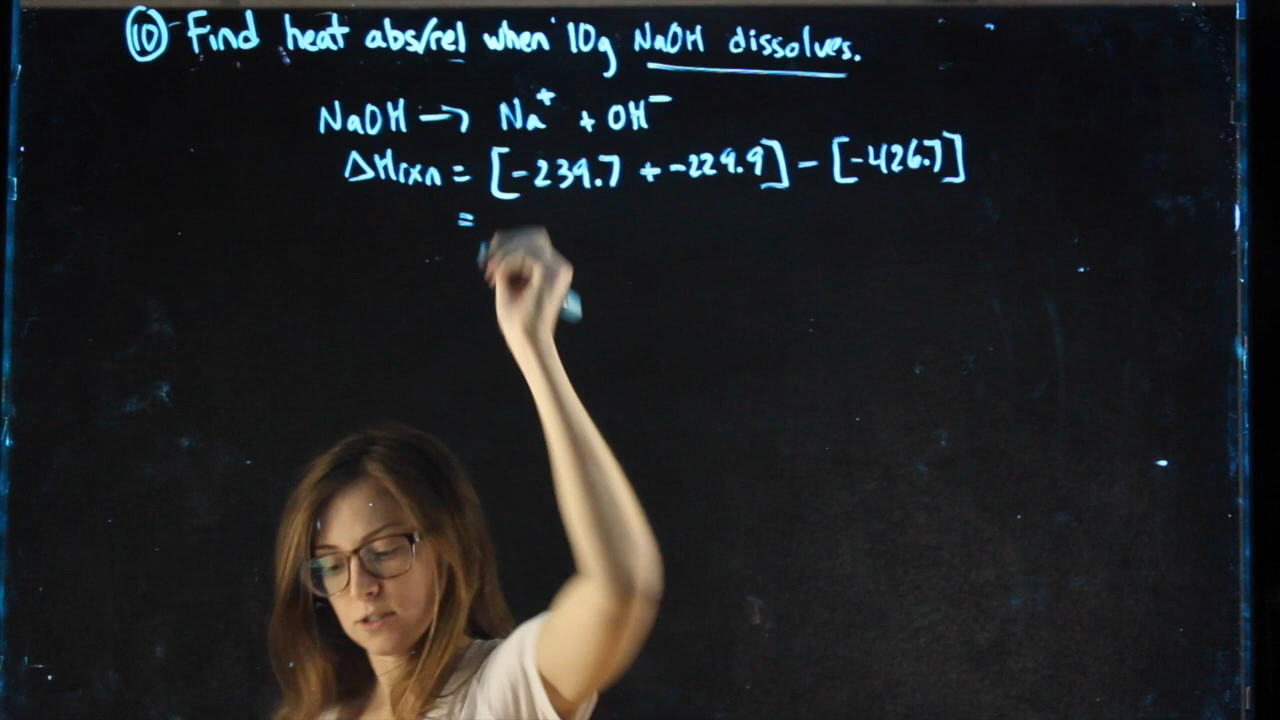 ⑩ Find heat abs/rel when 10g NaOH dissolves.
NaOH → Na⁺ + OH⁻
ΔHrxn = [-239.7 + -229.9] - [-426.7]
=